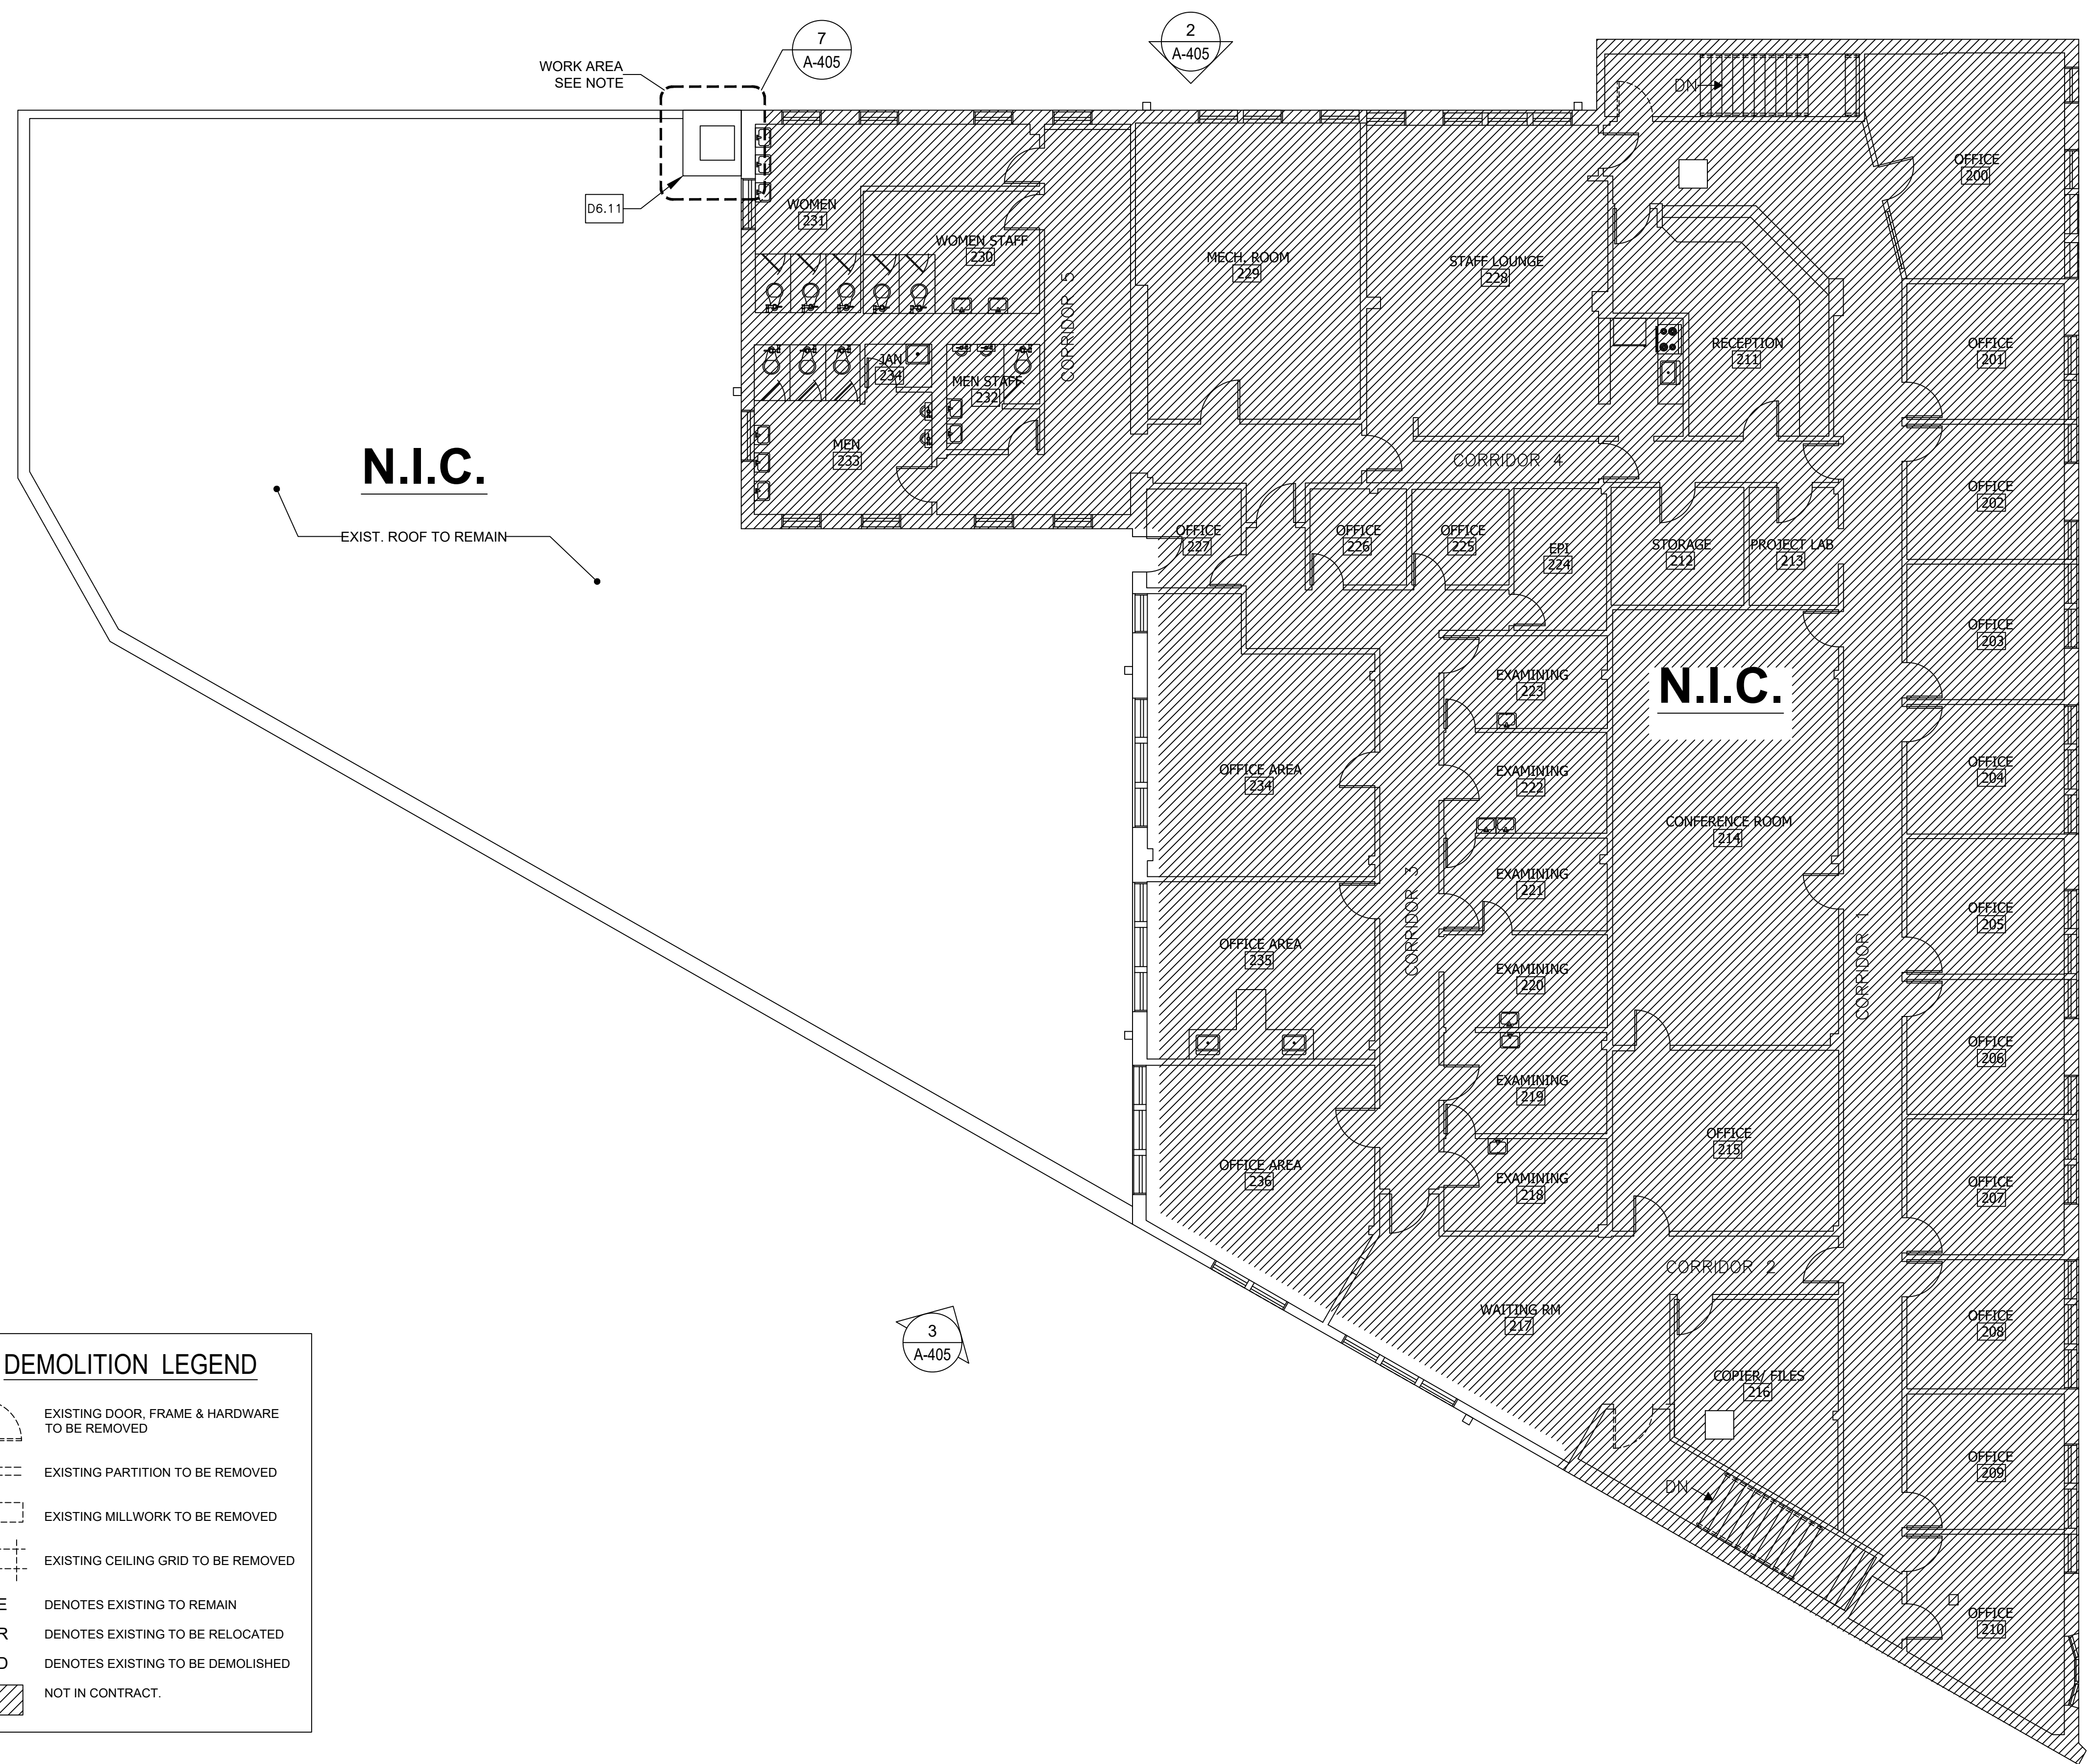 7
A-405
2
A-405
WORK AREA
SEE NOTE
D6.11
DN
OFFICE
200
WOMEN
231
WOMEN STAFF
230
CORRIDOR 5
MECH. ROOM
229
STAFF LOUNGE
228
RECEPTION
211
OFFICE
201
JAN
234
MEN STAFF
232
MEN
233
CORRIDOR 4
N.I.C.
EXIST. ROOF TO REMAIN
OFFICE
202
OFFICE
227
OFFICE
226
OFFICE
225
EPI
224
STORAGE
212
PROJECT LAB
213
OFFICE
203
EXAMINING
223
N.I.C.
OFFICE AREA
234
EXAMINING
222
OFFICE
204
CONFERENCE ROOM
214
EXAMINING
221
OFFICE
205
CORRIDOR 3
CORRIDOR 1
OFFICE AREA
235
EXAMINING
220
OFFICE
206
EXAMINING
219
OFFICE
215
OFFICE AREA
236
EXAMINING
218
OFFICE
207
CORRIDOR 2
WAITING RM
217
OFFICE
208
3
A-405
COPIER/ FILES
216
OFFICE
209
DN
OFFICE
210
DEMOLITION LEGEND
EXISTING DOOR, FRAME & HARDWARE
TO BE REMOVED
EXISTING PARTITION TO BE REMOVED
EXISTING MILLWORK TO BE REMOVED
EXISTING CEILING GRID TO BE REMOVED
E DENOTES EXISTING TO REMAIN
R DENOTES EXISTING TO BE RELOCATED
D DENOTES EXISTING TO BE DEMOLISHED
NOT IN CONTRACT.